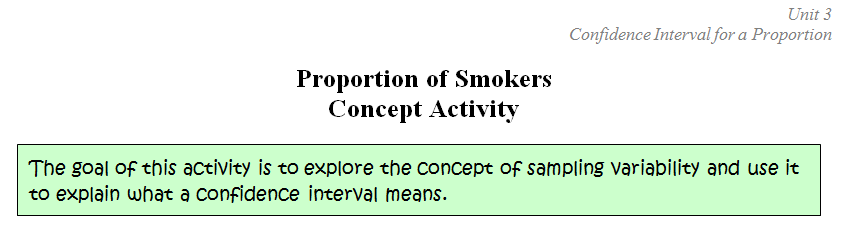 Unit 3
Confidence Interval for a Proportion
Proportion of Smokers
Concept Activity
The goal of this activity is to explore the concept of sampling variability and use it
to explain what a confidence interval means.